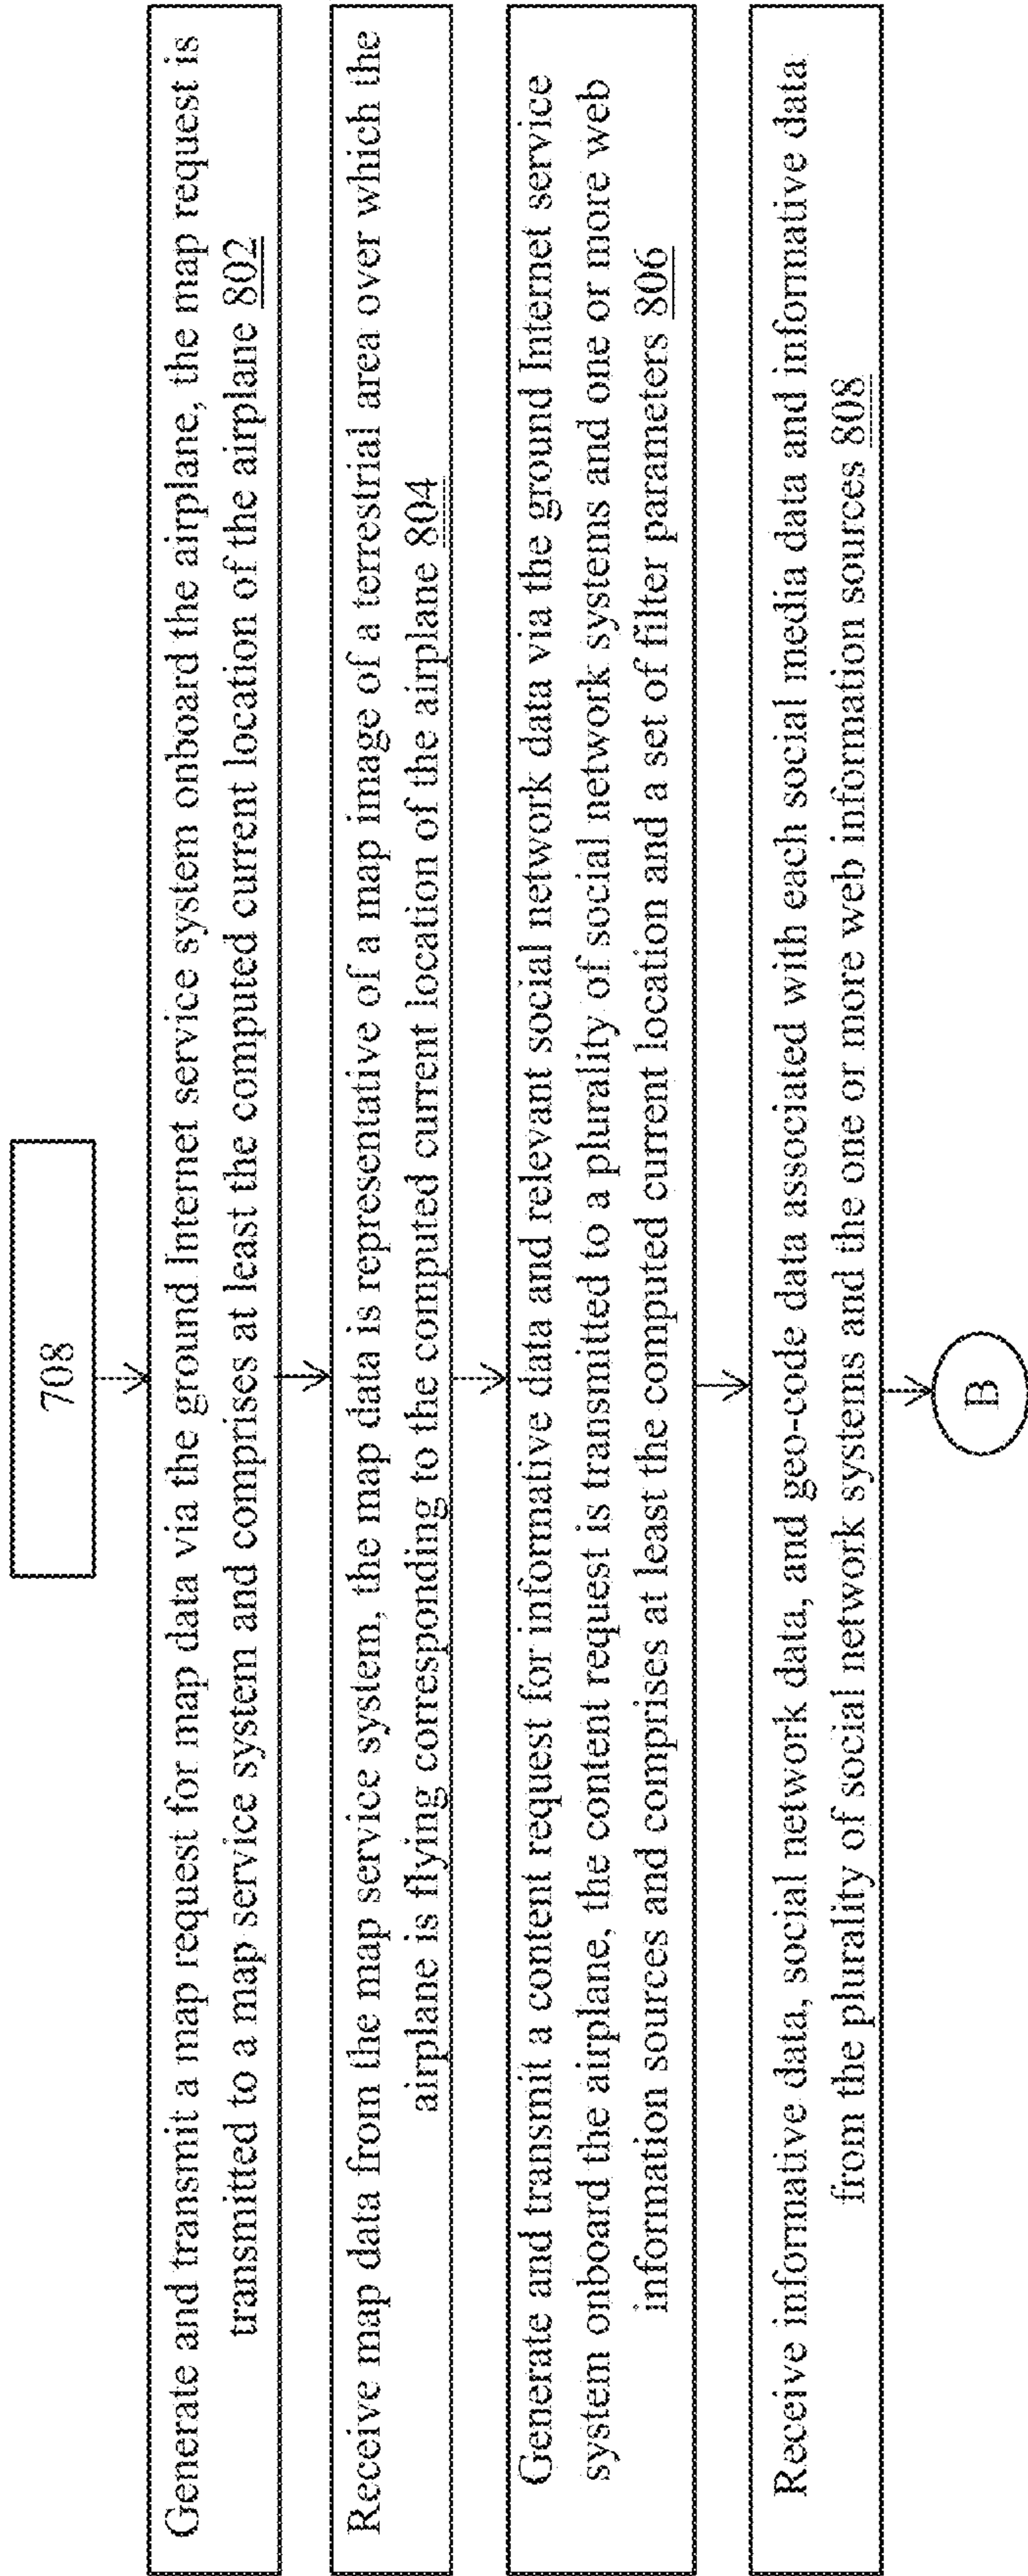 708
Generate and transmit a map request for map data via the ground Internet service system onboard the airplane, the map request is
transmitted to a map service system and comprises at least the computed current location of the airplane 802
Receive map data from the map service system, the map data is representative of a map image of a terrestrial area over which the
airplane is flying corresponding to the computed current location of the airplane 804
Generate and transmit a content request for informative data and relevant social network data via the ground Internet service
system onboard the airplane, the content request is transmitted to a plurality of social network systems and one or more web
information sources and comprises at least the computed current location and a set of filter parameters 806
Receive informative data, social network data, and geo-code data associated with each social media data and informative data
from the plurality of social network systems and the one or more web information sources 808
B